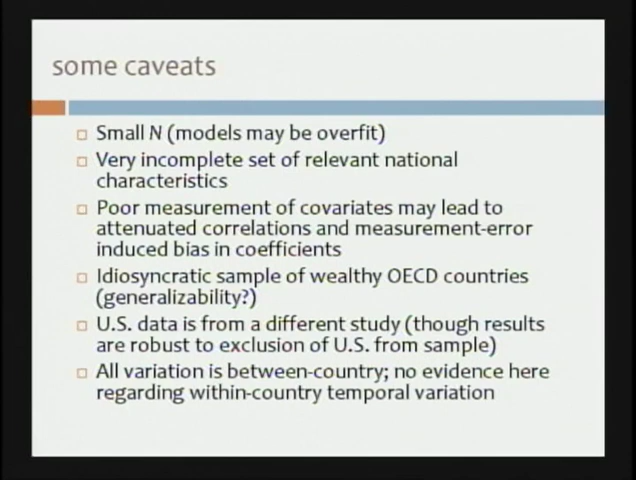 some caveats
Small N (models may be overfit)
Very incomplete set of relevant national
characteristics
Poor measurement of covariates may lead to
attenuated correlations and measurement-error
induced bias in coefficients
Idiosyncratic sample of wealthy OECD countries
(generalizability?)
U.S. data is from a different study (though results
are robust to exclusion of U.S. from sample)
All variation is between-country; no evidence here
regarding within-country temporal variation